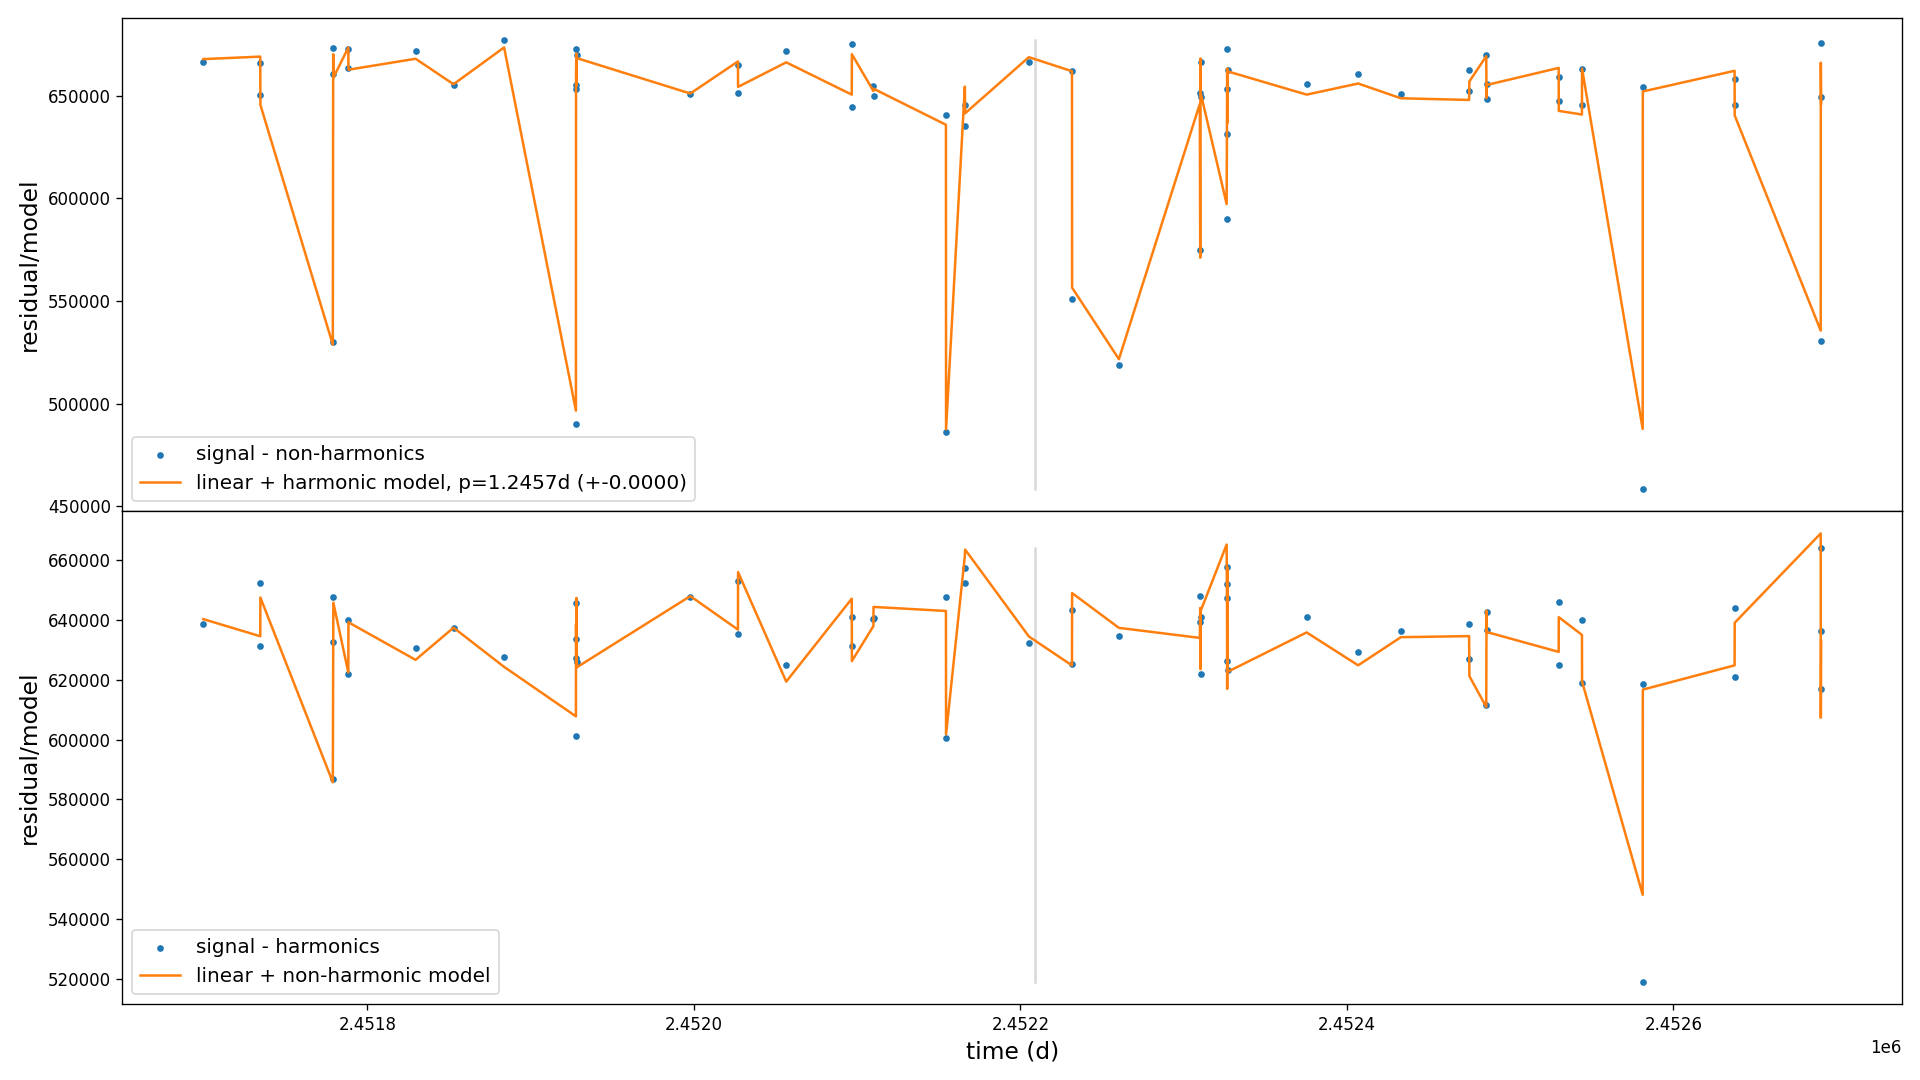 650000
600000
550000
500000
450000
residual/model
signal - non-harmonics
linear + harmonic model, p=1.2457d (+-0.0000)
660000
640000
620000
600000
580000
560000
540000
520000
residual/model
signal - harmonics
linear + non-harmonic model
2.4518 2.4520 2.4522 2.4524 2.4526
time (d)
1e6